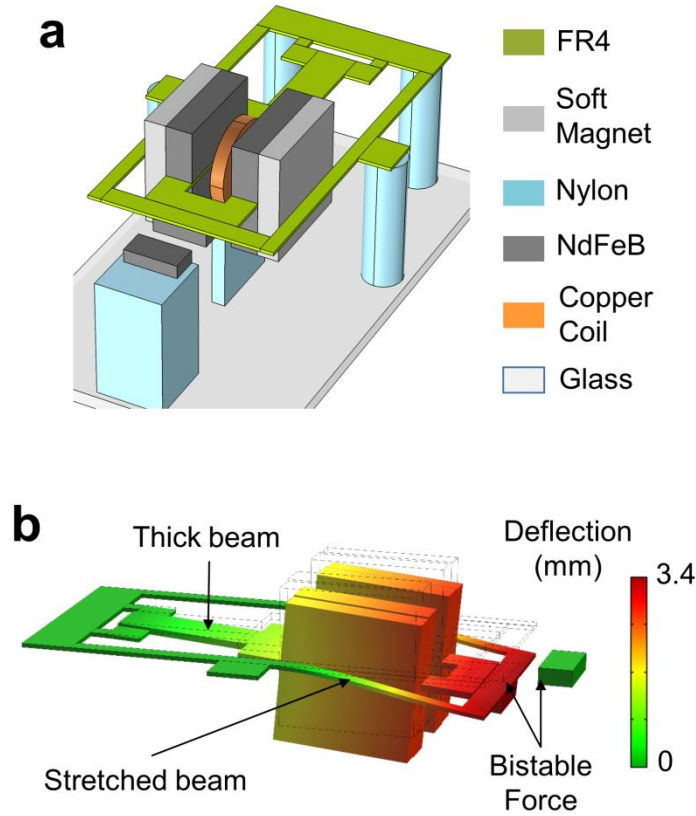 a
FR4
Soft
Magnet
Nylon
NdFeB
Copper
Coil
Glass
b
Thick beam
Deflection
(mm)
3.4
0
Stretched beam
Bistable
Force